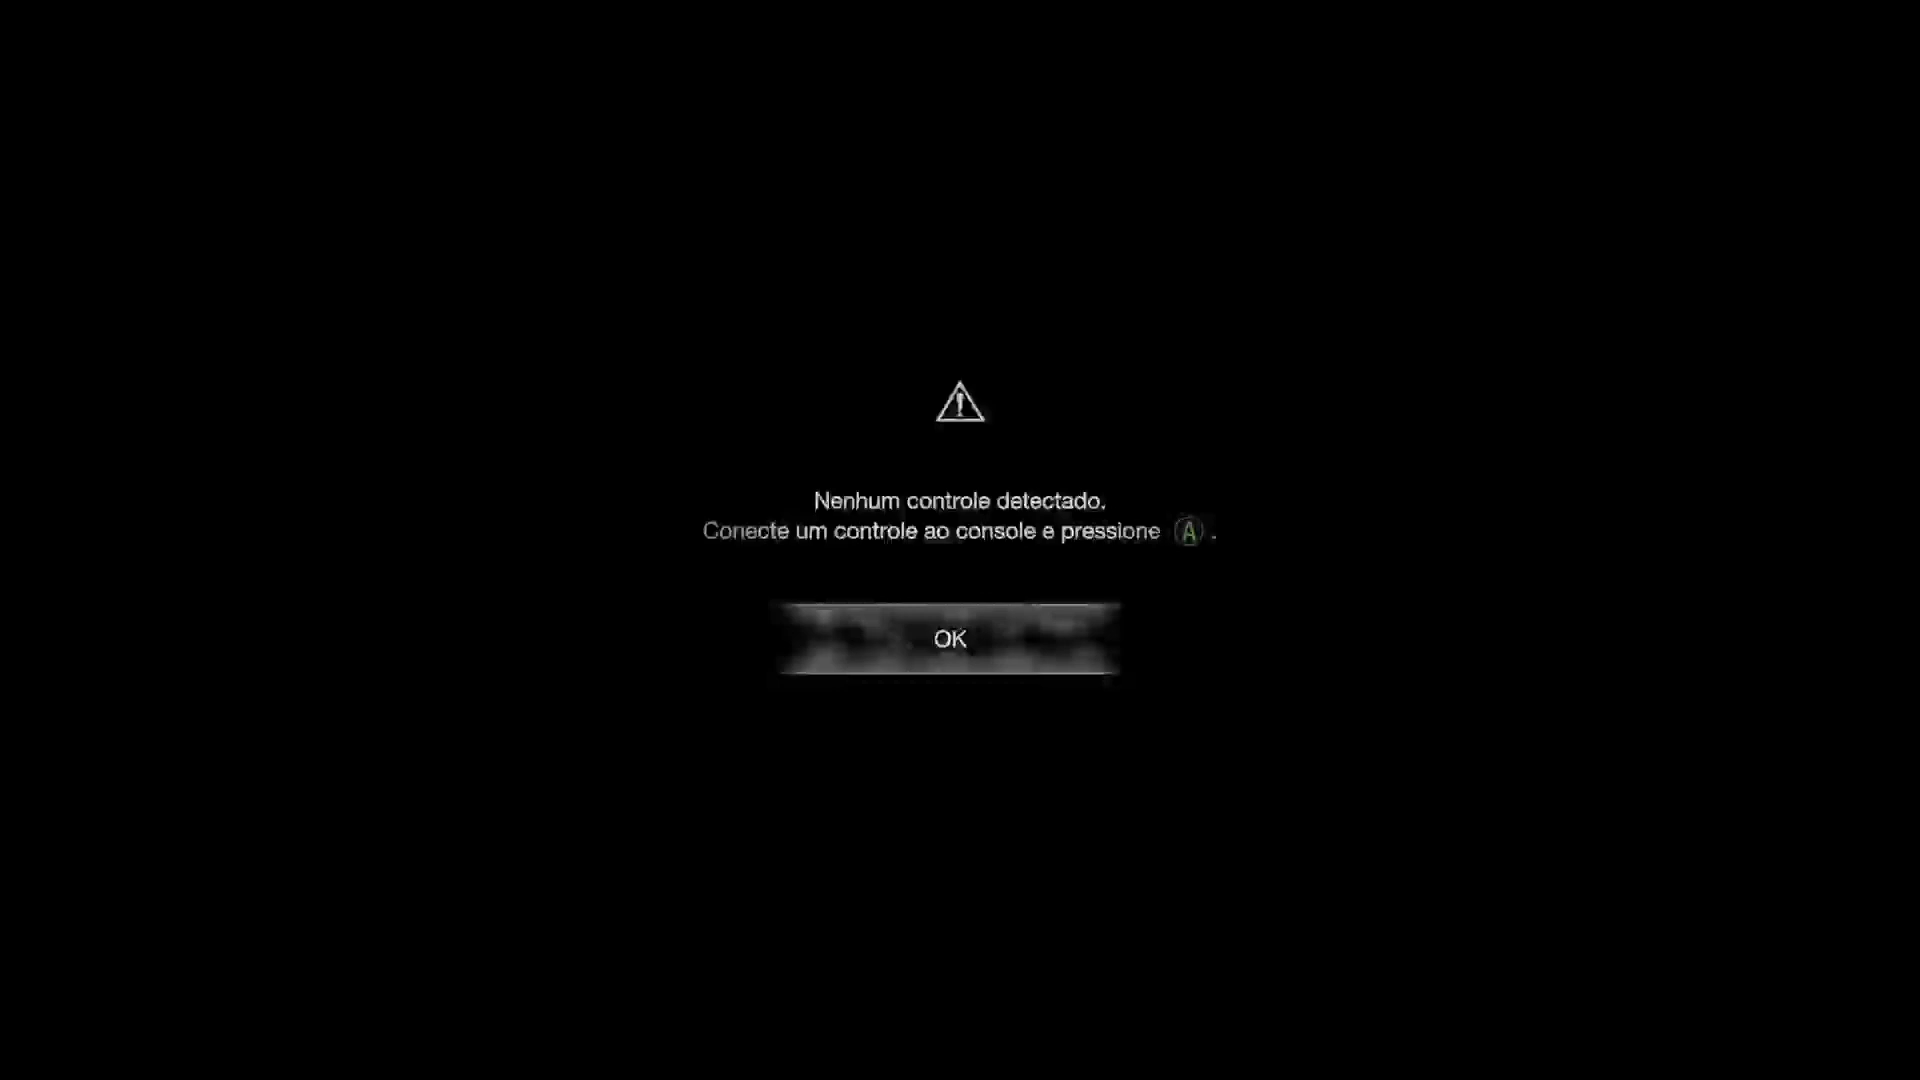 Nenhum controle detectado.
Conecte um controle ao console e pressione A.
OK